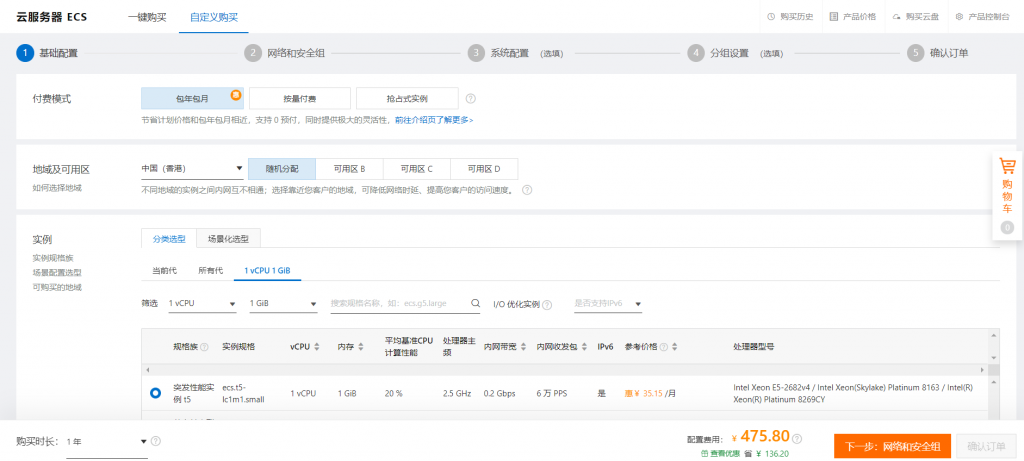 云服务器 ECS 一键购买 自定义购买 购买历史 产品价格 购买云盘 产品控制台
1 基础配置 2 网络和安全组 3 系统配置 (选填) 4 分组设置 (选填) 5 确认订单
付费模式 包年包月 惠 按量付费 抢占式实例 ?
节省计划价格和包年包月相近，支持 0 预付，同时提供极大的灵活性，前往介绍页了解更多>
地域及可用区 中国（香港） 随机分配 可用区 B 可用区 C 可用区 D
如何选择地域 不同地域的实例之间内网互不相通；选择靠近您客户的地域，可降低网络时延，提高您客户的访问速度。 ?
购物车
0
实例 分类选型 场景化选型
实例规格族
场景配置选型
可购买的地域
当前代 所有代 1 vCPU 1 GiB
筛选 1 vCPU 1 GiB 搜索规格名称，如：ecs.g5.large I/O 优化实例 ? 是否支持IPv6
规格族 ? 实例规格 vCPU 内存 平均基准CPU计算性能 处理器主频 内网带宽 内网收发包 IPv6 参考价格 ? 处理器型号
突发性能实例 t5 ecs.t5-lc1m1.small 1 vCPU 1 GiB 20 % 2.5 GHz 0.2 Gbps 6 万 PPS 是 惠 ¥ 35.15 /月 Intel Xeon E5-2682v4 / Intel Xeon(Skylake) Platinum 8163 / Intel(R) Xeon(R) Platinum 8269CY
购买时长： 1 年 ? 配置费用： ¥ 475.80 ? 下一步：网络和安全组 确认订单
查看优惠 省 ¥ 136.20